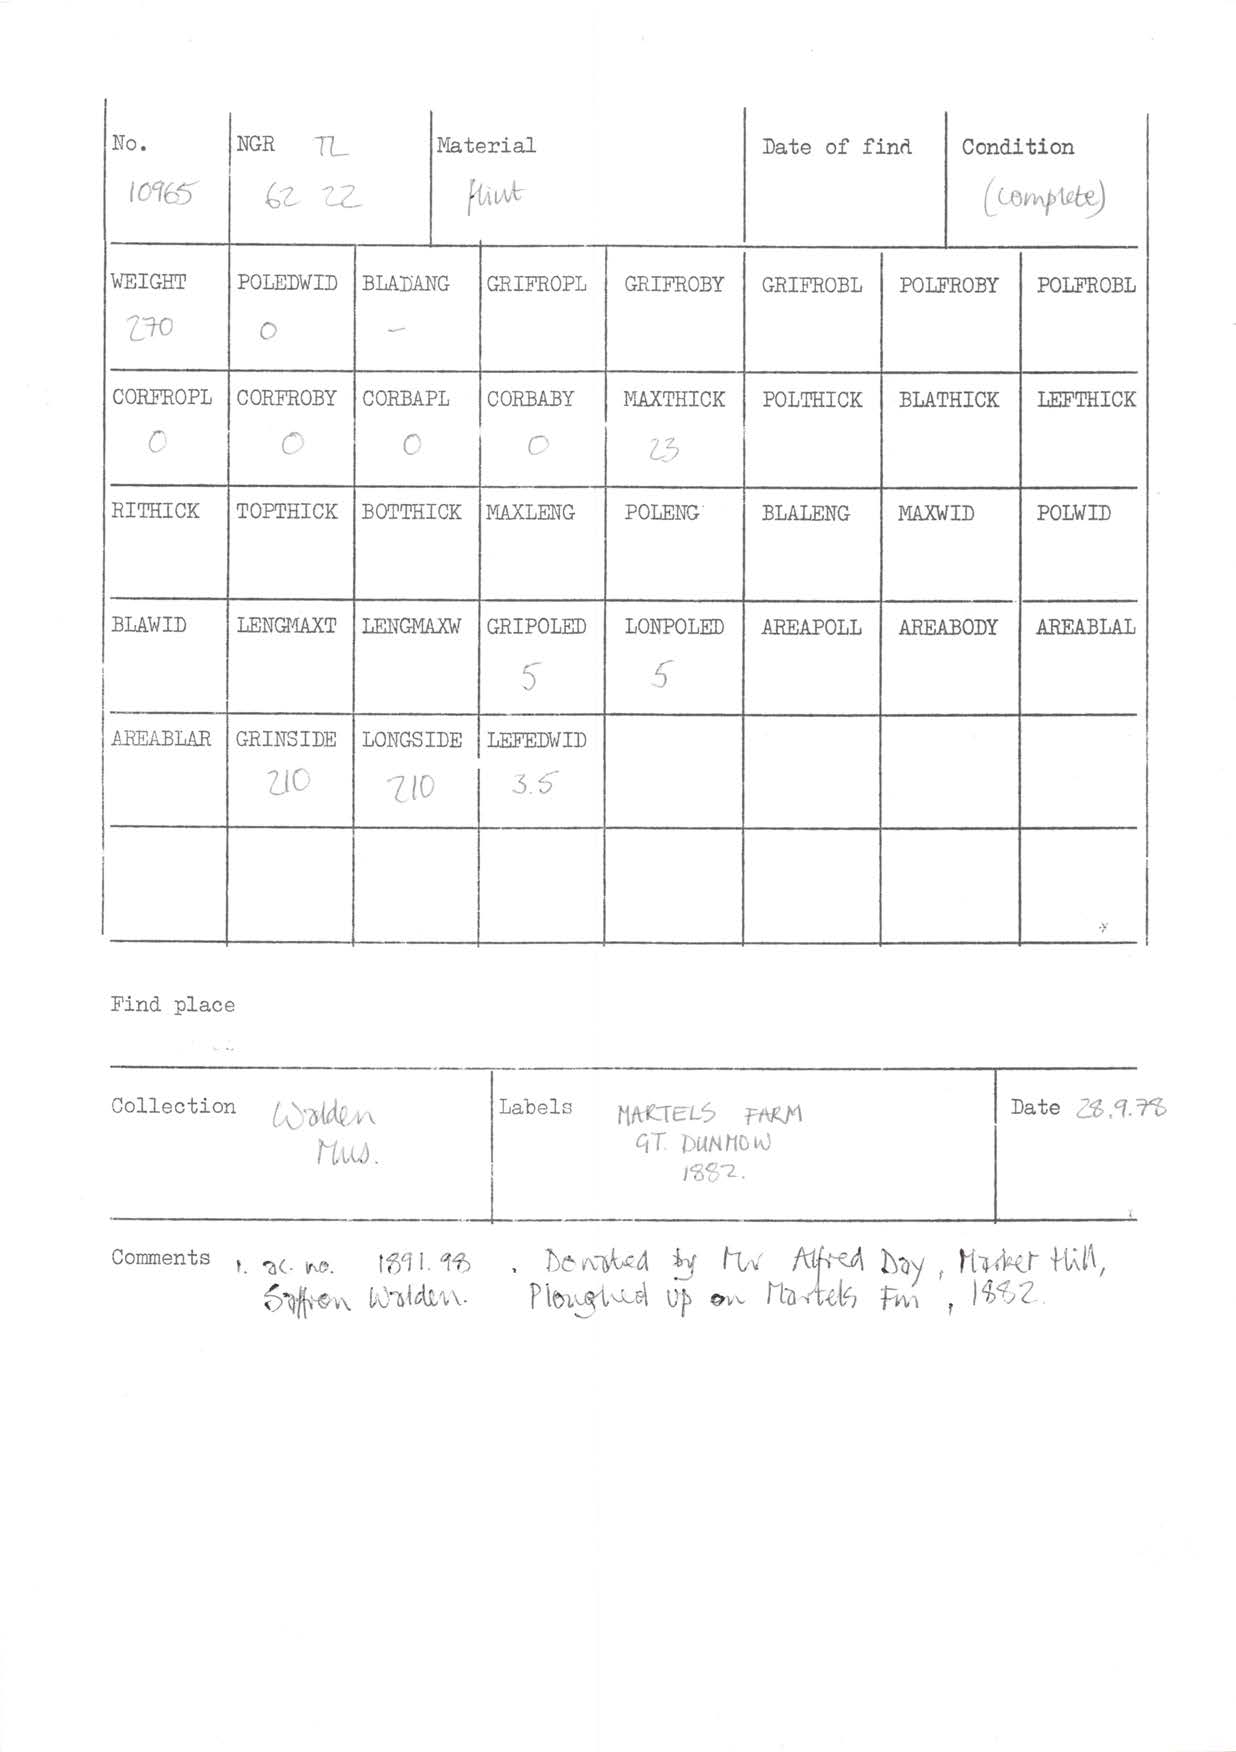 No. NGR TL Material Date of find Condition
10965 62 22 flint (complete)
WEIGHT POLEDWID BLADANG GRIFROPL GRIFROBY GRIFROBL POLFROBY POLFROBL
270 0 -
CORFROPL CORFROBY CORBAPL CORBABY MAXTHICK POLTHICK BLATHICK LEFTHICK
0 0 0 0 23
RITHICK TOPTHICK BOTTHICK MAXLENG POLENG BLALENG MAXWID POLWID
BLAWID LENGMAXT LENGMAXW GRIPOLED LONPOLED AREAPOLL AREABODY AREABLAL
5 5
AREABLAR GRINSIDE LONGSIDE LEFEDWID
210 210 3.5
Find place
Collection Walden Labels MARTELS FARM Date 28.9.78
Mus. GT. DUNMOW
1882.
Comments 1. ac. no. 1891.98 . Donated by Mr Alfred Day, Market Hill,
Saffron Walden. Ploughed up on Martels Fm, 1882.